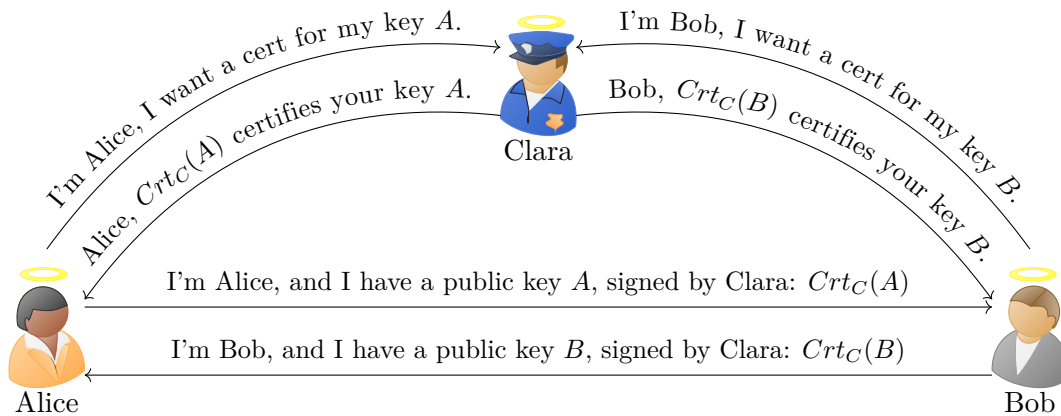 I'm Alice, I want a cert for my key A.
I'm Bob, I want a cert for my key B.
Alice, Crt_C(A) certifies your key A.
Bob, Crt_C(B) certifies your key B.
Clara
I'm Alice, and I have a public key A, signed by Clara: Crt_C(A)
I'm Bob, and I have a public key B, signed by Clara: Crt_C(B)
Alice
Bob